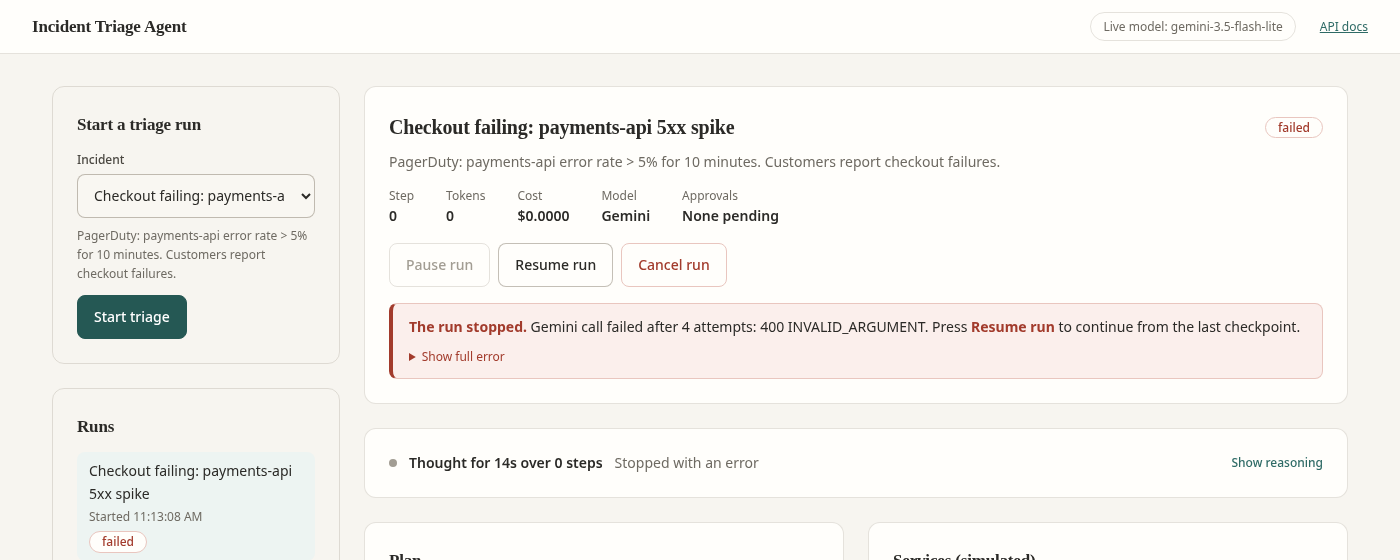 Incident Triage Agent
Live model: gemini-3.5-flash-lite
API docs
Start a triage run
Incident
Checkout failing: payments-a
PagerDuty: payments-api error rate > 5%
for 10 minutes. Customers report
checkout failures.
Start triage
Runs
Checkout failing: payments-api
5xx spike
Started 11:13:08 AM
failed
Checkout failing: payments-api 5xx spike
failed
PagerDuty: payments-api error rate > 5% for 10 minutes. Customers report checkout failures.
Step Tokens Cost Model Approvals
0 0 $0.0000 Gemini None pending
Pause run Resume run Cancel run
The run stopped. Gemini call failed after 4 attempts: 400 INVALID_ARGUMENT. Press Resume run to continue from the last checkpoint.
Show full error
Thought for 14s over 0 steps Stopped with an error
Show reasoning
Plan
Services (simulated)